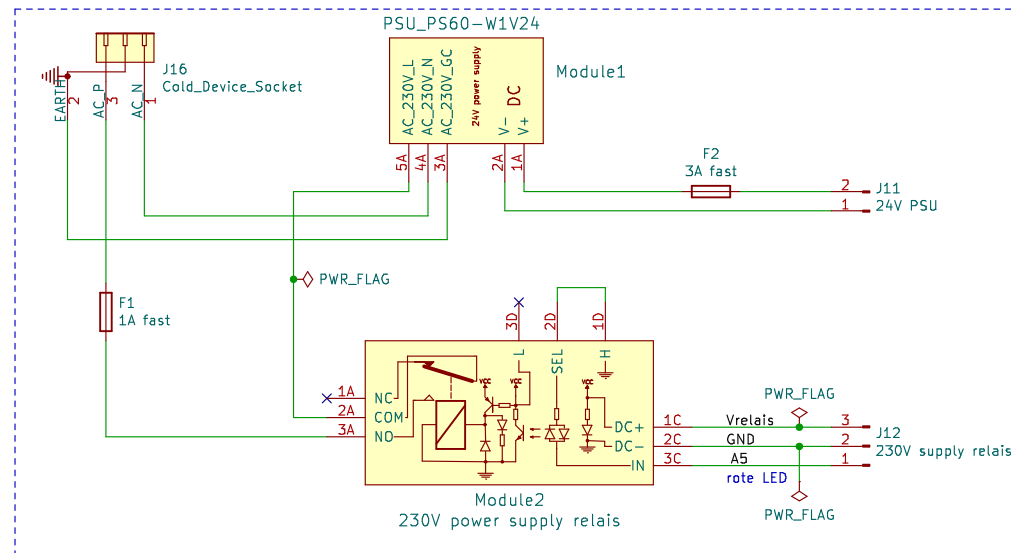 PSU_PS60-W1V24
J16
Cold_Device_Socket
EARTH
2
AC_P
3
AC_N
1
AC_230V_L
AC_230V_N
AC_230V_GC
24V power supply
DC
V-
V+
Module1
5A
4A
3A
2A
1A
F2
3A fast
2
J11
1
24V PSU
PWR_FLAG
F1
1A fast
3D
2D
1D
L
SEL
H
VCC
VCC
VCC
1A
NC
2A
COM
3A
NO
DC+
DC-
IN
1C
2C
3C
Vrelais
GND
A5
rote LED
PWR_FLAG
3
J12
2
230V supply relais
1
PWR_FLAG
Module2
230V power supply relais